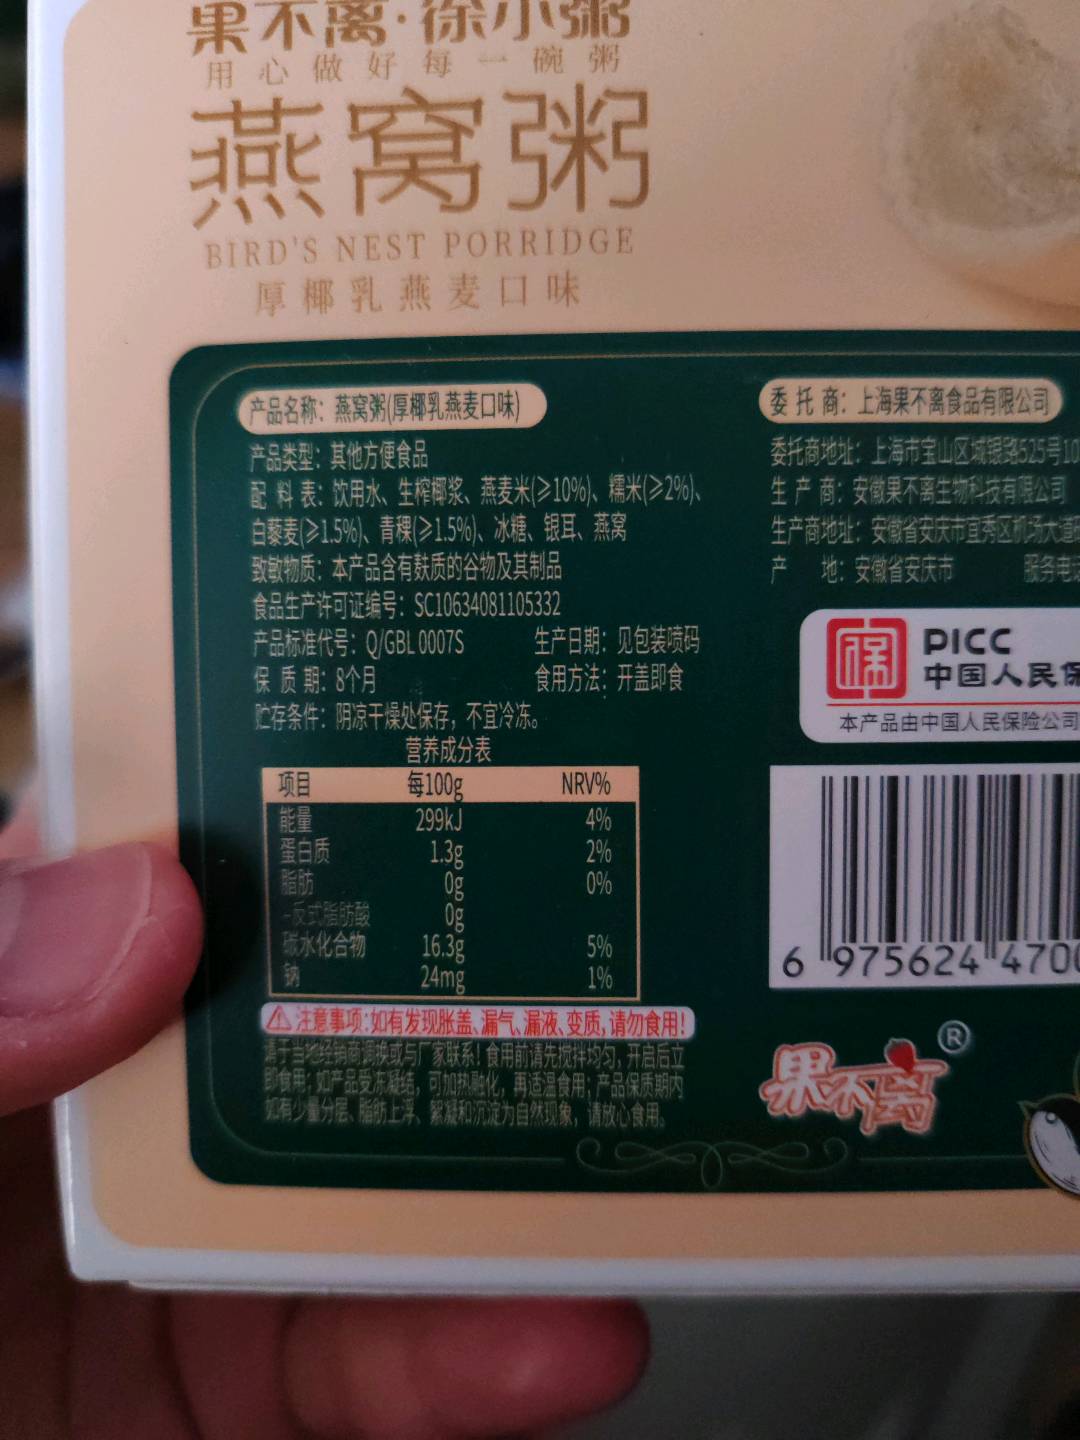 果不离·徐小粥
用心做好每一碗粥
燕窝粥
BIRD'S NEST PORRIDGE
厚椰乳燕麦口味
产品名称：燕窝粥(厚椰乳燕麦口味)
产品类型：其他方便食品
配 料 表：饮用水、生榨椰浆、燕麦米(≥10%)、糯米(≥2%)、
白藜麦(≥1.5%)、青稞(≥1.5%)、冰糖、银耳、燕窝
致敏物质：本产品含有麸质的谷物及其制品
食品生产许可证编号：SC10634081105332
产品标准代号：Q/GBL 0007S 生产日期：见包装喷码
保 质 期：8个月 食用方法：开盖即食
贮存条件：阴凉干燥处保存，不宜冷冻。
营养成分表
项目 每100g NRV%
能量 299kJ 4%
蛋白质 1.3g 2%
脂肪 0g 0%
-反式脂肪酸 0g
碳水化合物 16.3g 5%
钠 24mg 1%
⚠注意事项:如有发现胀盖、漏气、漏液、变质,请勿食用！
请于当地经销商调换或与厂家联系！食用前请先搅拌均匀，开启后立
即食用；如产品受冻凝结，可加热融化，再适温食用；产品保质期内
如有少量分层、脂肪上浮、絮凝和沉淀为自然现象，请放心食用。
委 托 商：上海果不离食品有限公司
委托商地址：上海市宝山区城银路525号10
生 产 商：安徽果不离生物科技有限公司
生产商地址：安徽省安庆市宜秀区机场大道
产 地：安徽省安庆市 服务电
PICC
中国人民保
本产品由中国人民保险公司
6 975624 470
果不离®